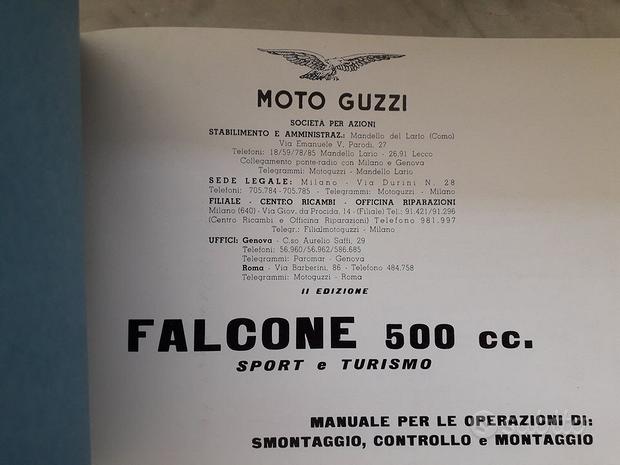 MOTO GUZZI
SOCIETÀ PER AZIONI
STABILIMENTO E AMMINISTRAZ.: Mandello del Lario (Como)
Via Emanuele V. Parodi, 27
Telefoni: 18/59/78/85 Mandello Lario - 26.91 Lecco
Collegamento ponte-radio con Milano e Genova
Telegrammi: Motoguzzi - Mandello Lario
SEDE LEGALE: Milano - Via Durini N. 28
Telefoni: 705.784 - 705.785 - Telegrammi: Motoguzzi - Milano
FILIALE - CENTRO RICAMBI - OFFICINA RIPARAZIONI
Milano (640) - Via Giov. da Procida, 14 - (Filiale) Tel.: 91.421/91.296
(Centro Ricambi e Officina Riparazioni) Telefono 981.997
Telegr.: Filialmotoguzzi - Milano
UFFICI: Genova - C.so Aurelio Saffi, 29
Telefoni: 56.960/56.962/586.685
Telegrammi: Paromar - Genova
Roma - Via Barberini, 86 - Telefono 484.758
Telegrammi: Motoguzzi - Roma
II EDIZIONE
FALCONE 500 cc.
SPORT e TURISMO
MANUALE PER LE OPERAZIONI DI:
SMONTAGGIO, CONTROLLO e MONTAGGIO